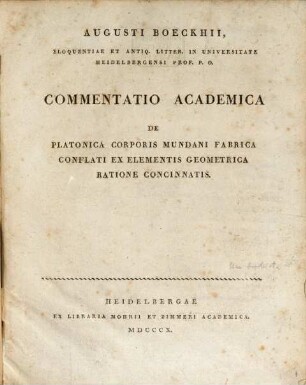 AUGUSTI BOECKHII,
ELOQUENTIAE ET ANTIQ. LITTER. IN UNIVERSITATE
HEIDELBERGENSI PROF. P. O.
COMMENTATIO ACADEMICA
DE
PLATONICA CORPORIS MUNDANI FABRICA
CONFLATI EX ELEMENTIS GEOMETRICA
RATIONE CONCINNATIS.
HEIDELBERGAE
EX LIBRARIA MOHRII ET ZIMMERI ACADEMICA.
MDCCCX.